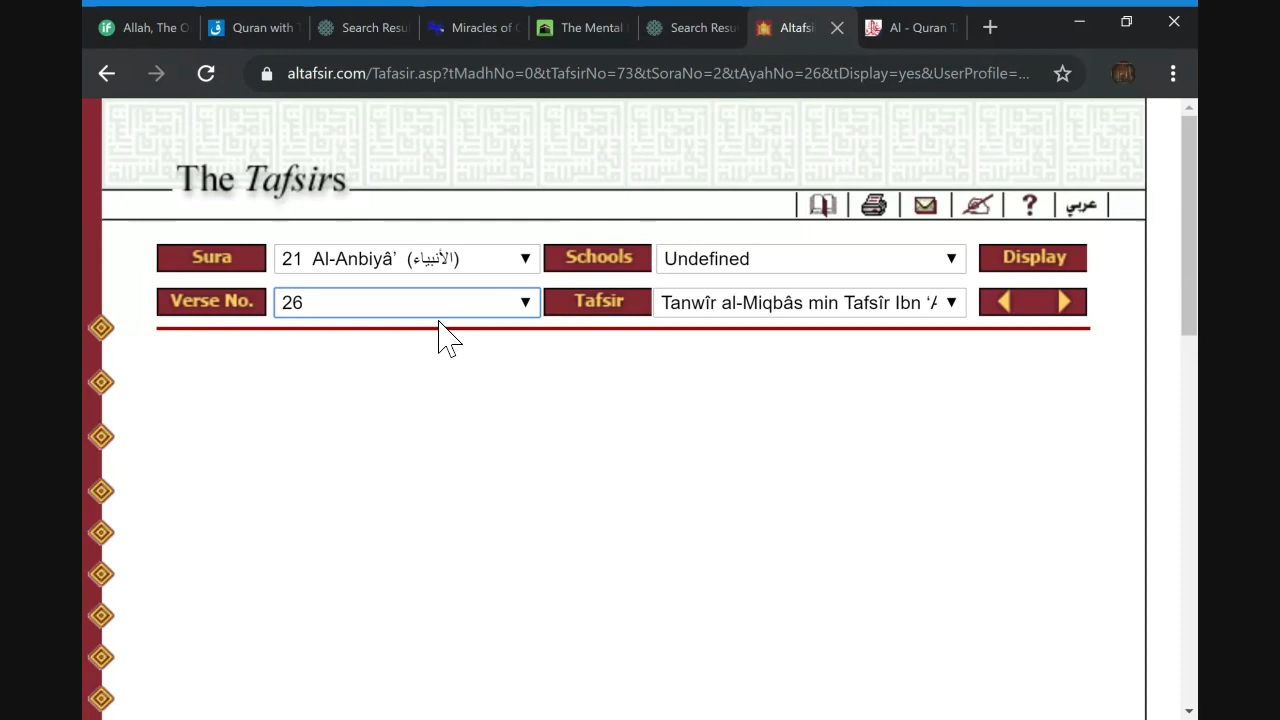 Allah, The O
Quran with T
Search Resu
Miracles of
The Mental
Search Resu
Altafsi
Al - Quran T
altafsir.com/Tafasir.asp?tMadhNo=0&tTafsirNo=73&tSoraNo=2&tAyahNo=26&tDisplay=yes&UserProfile=...
The Tafsirs
? عربي
Sura 21 Al-Anbiyâ’ (الأنبياء) Schools Undefined Display
Verse No. 26 Tafsir Tanwîr al-Miqbâs min Tafsîr Ibn ‘A